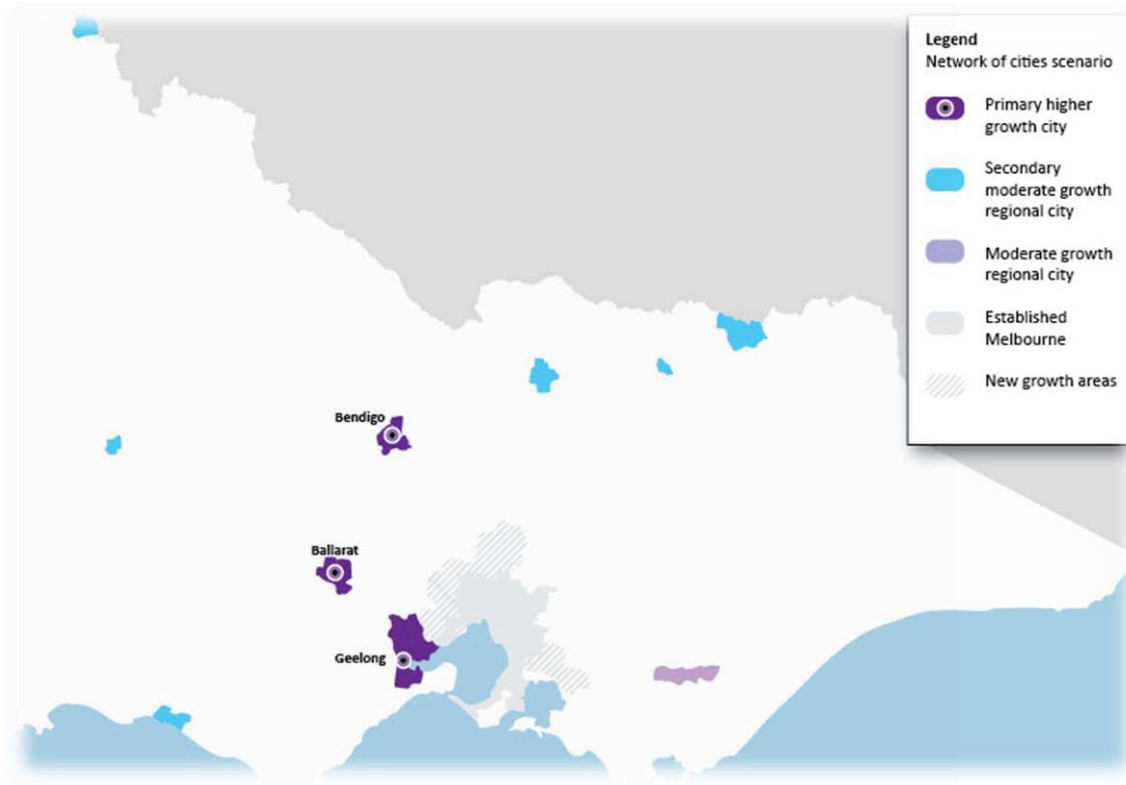 Legend
Network of cities scenario
Primary higher
growth city
Secondary
moderate growth
regional city
Moderate growth
regional city
Established
Melbourne
New growth areas
Bendigo
Ballarat
Geelong